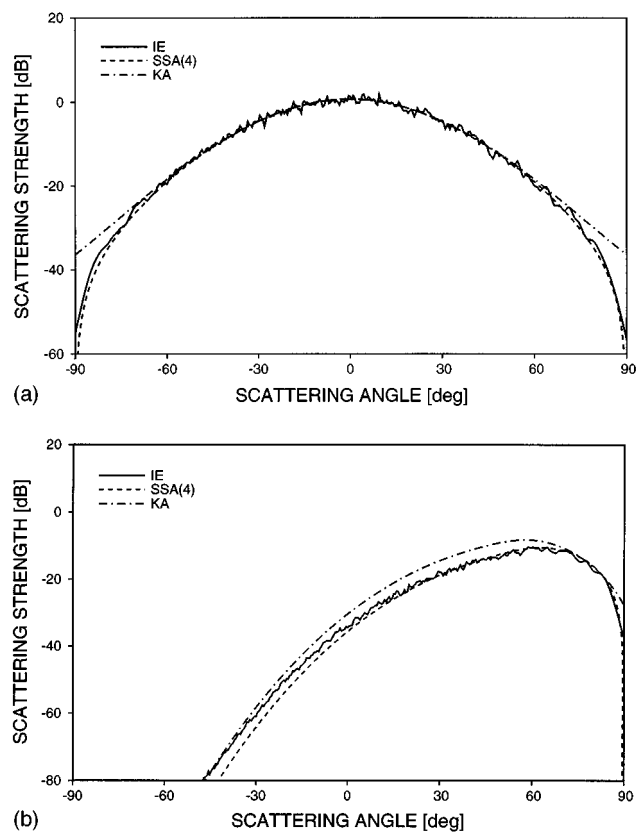 20
0
-20
-40
-60
SCATTERING STRENGTH [dB]
IE
SSA(4)
KA
-90 -60 -30 0 30 60 90
SCATTERING ANGLE [deg]
(a)
20
0
-20
-40
-60
-80
SCATTERING STRENGTH [dB]
IE
SSA(4)
KA
-90 -60 -30 0 30 60 90
SCATTERING ANGLE [deg]
(b)